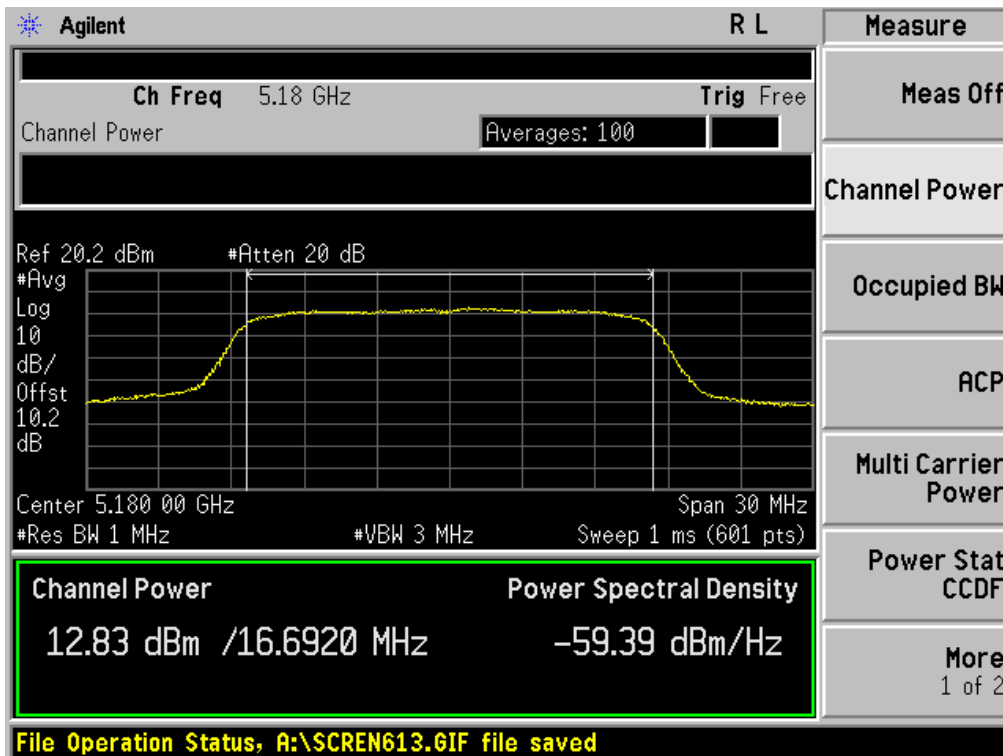 Agilent R L Measure
Ch Freq 5.18 GHz Trig Free
Channel Power Averages: 100
Ref 20.2 dBm #Atten 20 dB
#Avg
Log
10
dB/
Offst
10.2
dB
Center 5.180 00 GHz Span 30 MHz
#Res BW 1 MHz #VBW 3 MHz Sweep 1 ms (601 pts)
Channel Power Power Spectral Density
12.83 dBm /16.6920 MHz -59.39 dBm/Hz
File Operation Status, A:\SCREN613.GIF file saved
Meas Off
Channel Power
Occupied BW
ACP
Multi Carrier
Power
Power Stat
CCDF
More
1 of 2